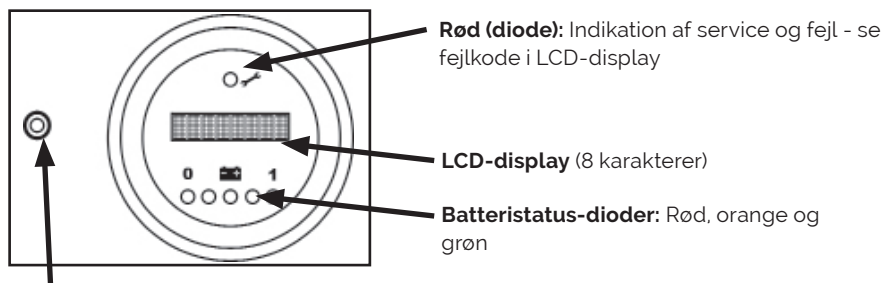 Rød (diode): Indikation af service og fejl - se
fejlkode i LCD-display
LCD-display (8 karakterer)
0 1
Batteristatus-dioder: Rød, orange og
grøn